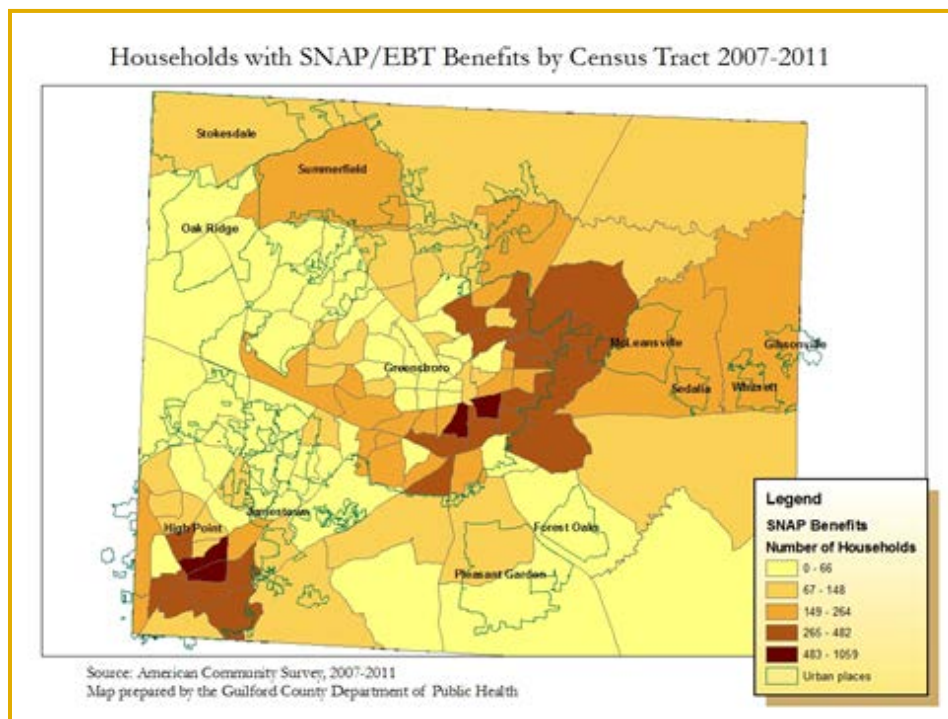 Households with SNAP/EBT Benefits by Census Tract 2007-2011
Stokesdale
Summerfield
Oak Ridge
McLeansville
Gibsonville
Greensboro
Sedalia
Whitsett
Jamestown
High Point
Forest Oaks
Pleasant Garden
Legend
SNAP Benefits
Number of Households
0 - 66
67 - 148
149 - 264
265 - 482
483 - 1059
Urban places
Source: American Community Survey, 2007-2011
Map prepared by the Guilford County Department of Public Health